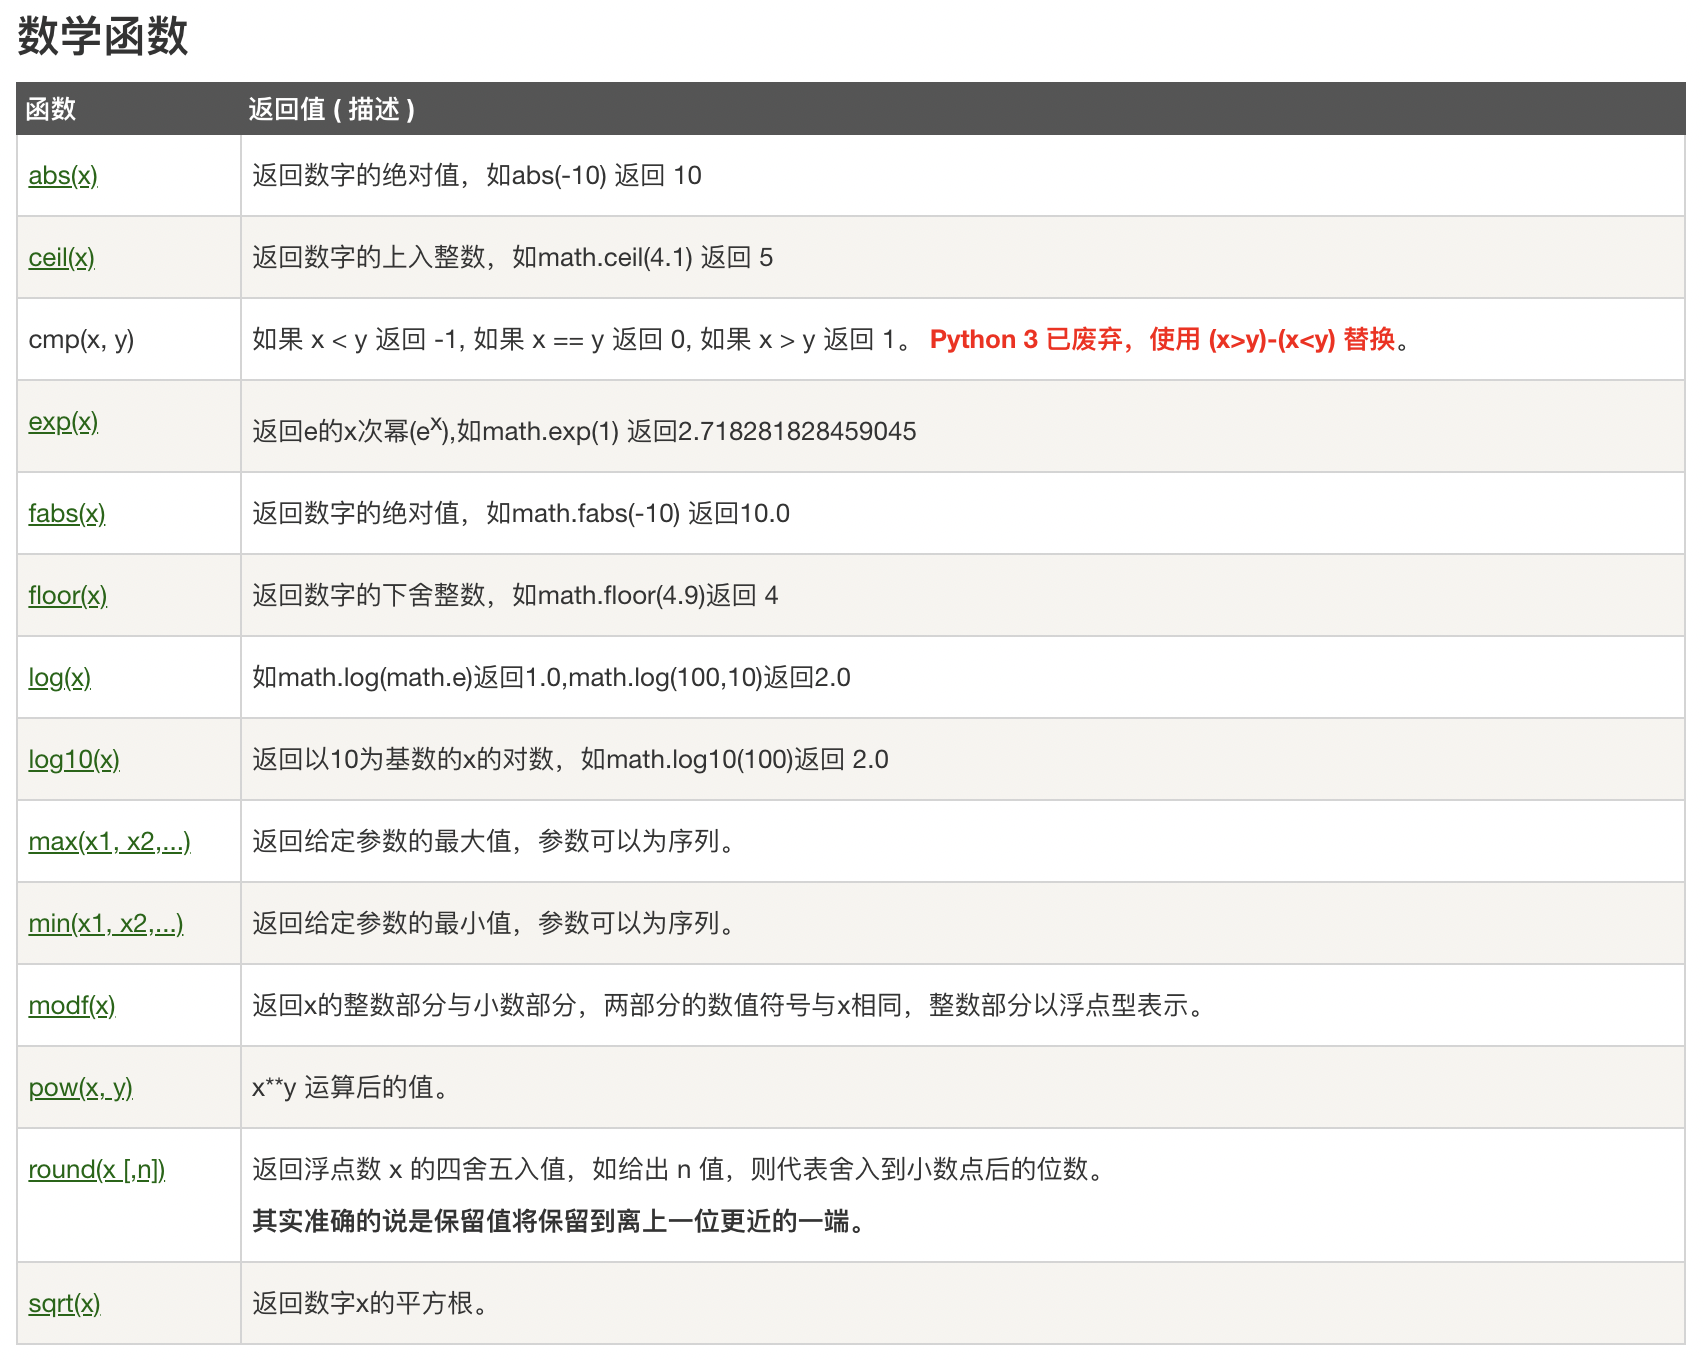 数学函数
函数 返回值 ( 描述 )
abs(x) 返回数字的绝对值，如abs(-10) 返回 10
ceil(x) 返回数字的上入整数，如math.ceil(4.1) 返回 5
cmp(x, y) 如果 x < y 返回 -1, 如果 x == y 返回 0, 如果 x > y 返回 1。 Python 3 已废弃，使用 (x>y)-(x<y) 替换。
exp(x) 返回e的x次幂(e^x),如math.exp(1) 返回2.718281828459045
fabs(x) 返回数字的绝对值，如math.fabs(-10) 返回10.0
floor(x) 返回数字的下舍整数，如math.floor(4.9)返回 4
log(x) 如math.log(math.e)返回1.0,math.log(100,10)返回2.0
log10(x) 返回以10为基数的x的对数，如math.log10(100)返回 2.0
max(x1, x2,...) 返回给定参数的最大值，参数可以为序列。
min(x1, x2,...) 返回给定参数的最小值，参数可以为序列。
modf(x) 返回x的整数部分与小数部分，两部分的数值符号与x相同，整数部分以浮点型表示。
pow(x, y) x**y 运算后的值。
round(x [,n]) 返回浮点数 x 的四舍五入值，如给出 n 值，则代表舍入到小数点后的位数。
其实准确的说是保留值将保留到离上一位更近的一端。
sqrt(x) 返回数字x的平方根。